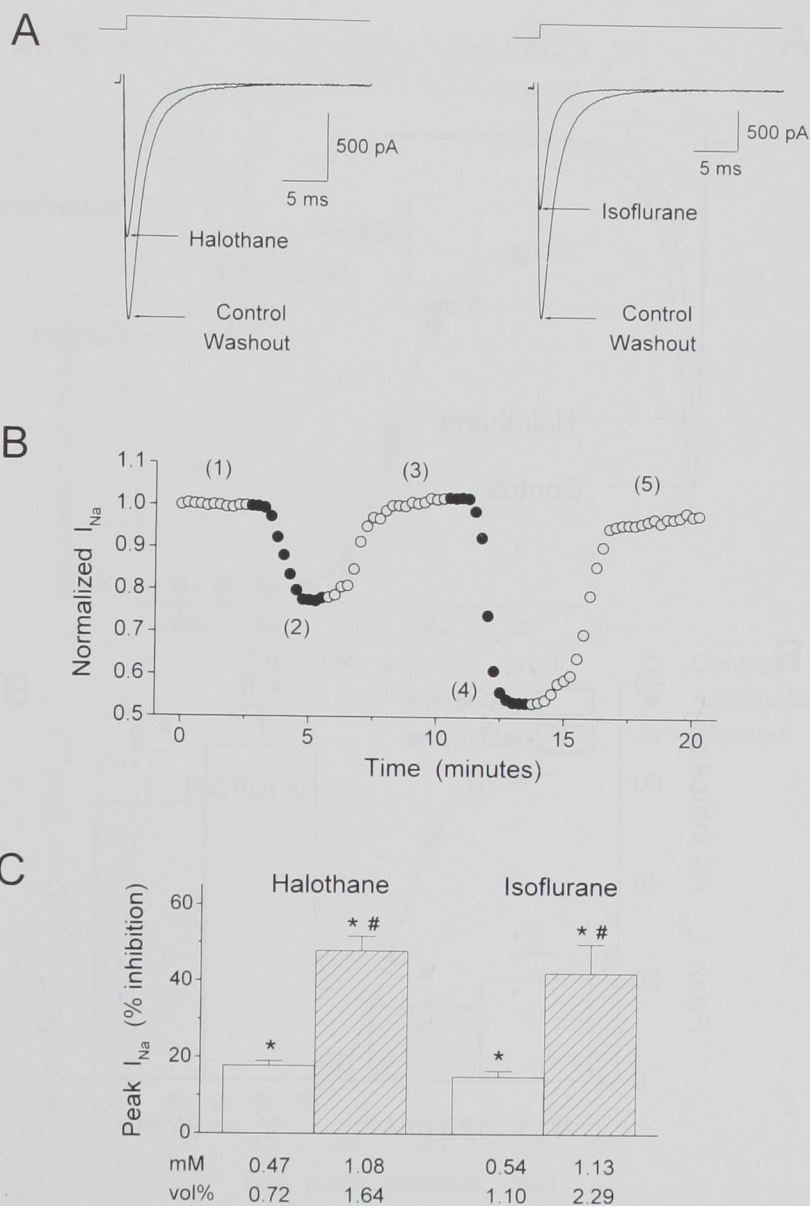 A
500 pA
5 ms
Halothane
Control
Washout
500 pA
5 ms
Isoflurane
Control
Washout
B
Normalized I_Na
1.1
1.0
0.9
0.8
0.7
0.6
0.5
(1)
(2)
(3)
(4)
(5)
0 5 10 15 20
Time (minutes)
C
Peak I_Na (% inhibition)
60
40
20
0
Halothane
Isoflurane
*
* #
*
* #
mM 0.47 1.08 0.54 1.13
vol% 0.72 1.64 1.10 2.29